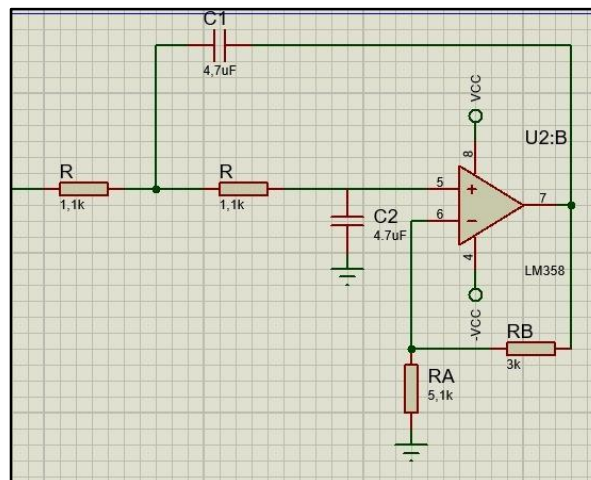 C1
4,7uF
VCC
U2:B
8
R
1,1k
R
1,1k
5
6
7
C2
4.7uF
4
LM358
-VCC
RB
3k
RA
5,1k